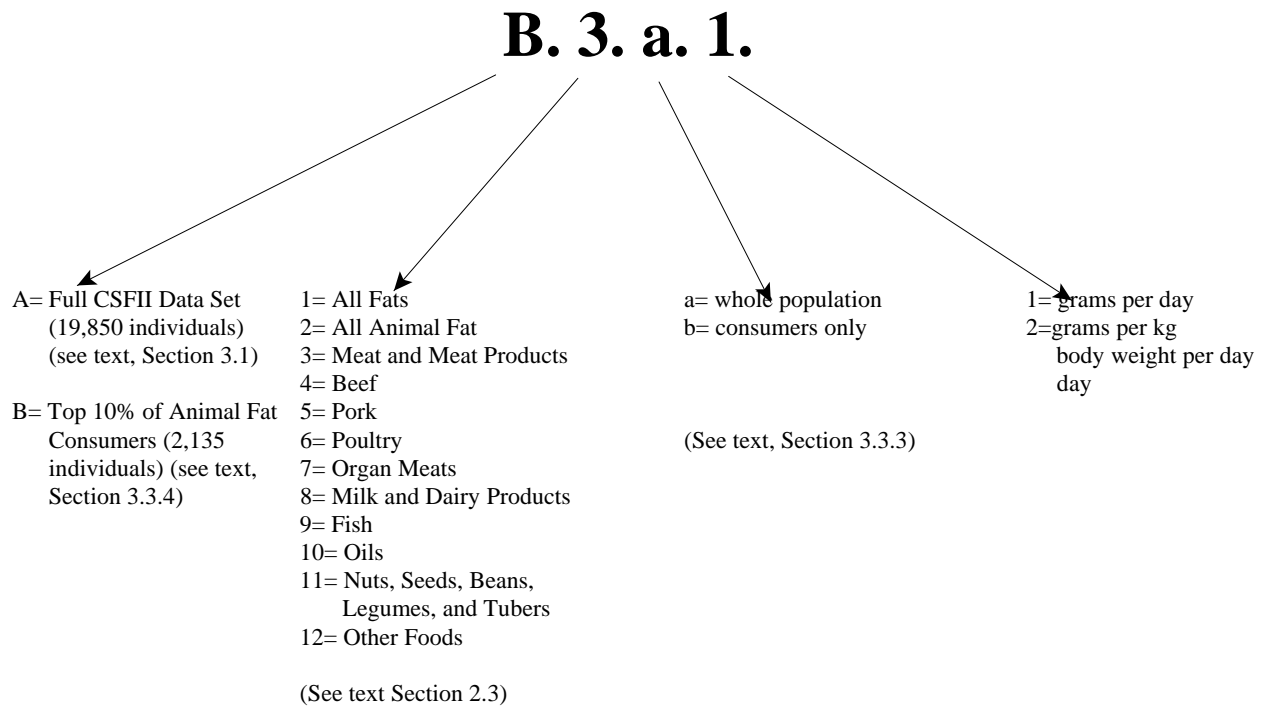 B. 3. a. 1.
A= Full CSFII Data Set
(19,850 individuals)
(see text, Section 3.1)
B= Top 10% of Animal Fat
Consumers (2,135
individuals) (see text,
Section 3.3.4)
1= All Fats
2= All Animal Fat
3= Meat and Meat Products
4= Beef
5= Pork
6= Poultry
7= Organ Meats
8= Milk and Dairy Products
9= Fish
10= Oils
11= Nuts, Seeds, Beans,
Legumes, and Tubers
12= Other Foods
(See text Section 2.3)
a= whole population
b= consumers only
(See text, Section 3.3.3)
1= grams per day
2=grams per kg
body weight per day
day